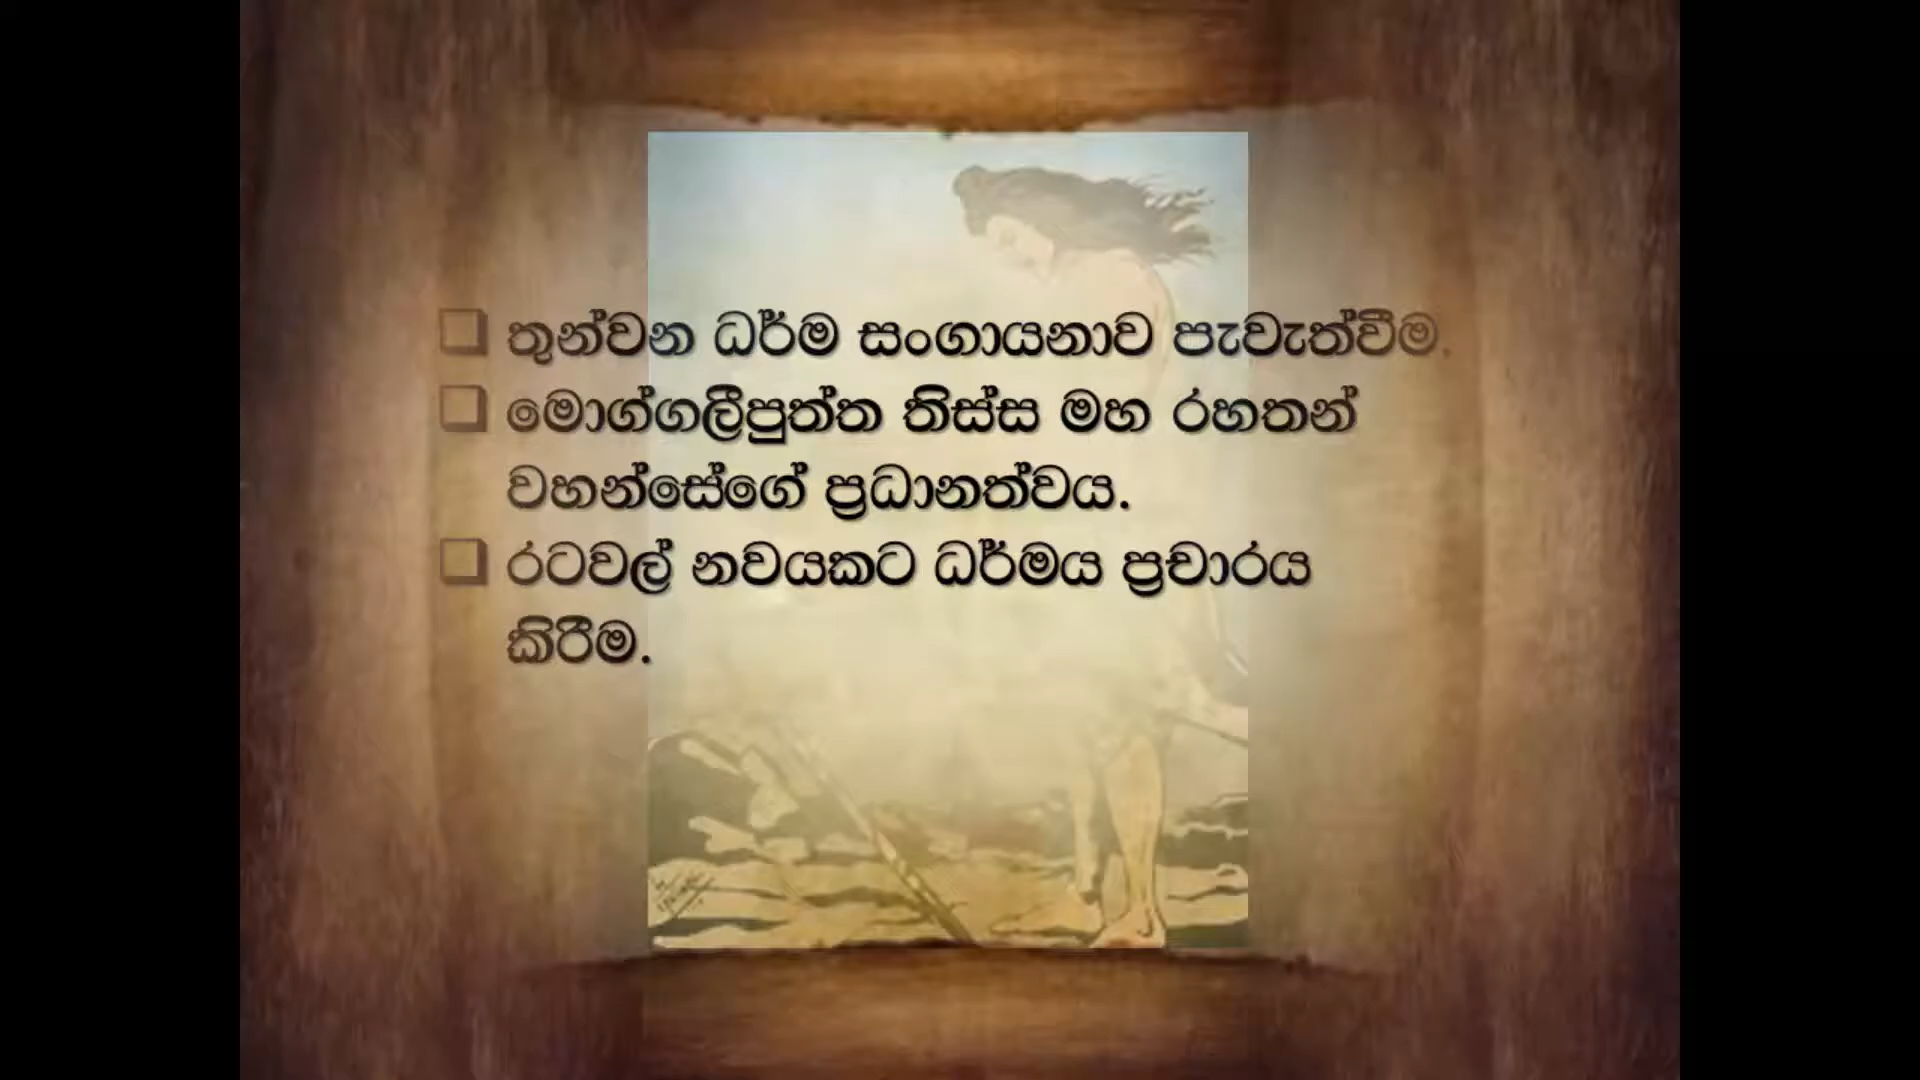 තුන්වන ධර්ම සංගායනාව පැවැත්වීම.
මොග්ගලීපුත්ත තිස්ස මහ රහතන්
වහන්සේගේ ප්‍රධානත්වය.
රටවල් නවයකට ධර්මය ප්‍රචාරය
කිරීම.